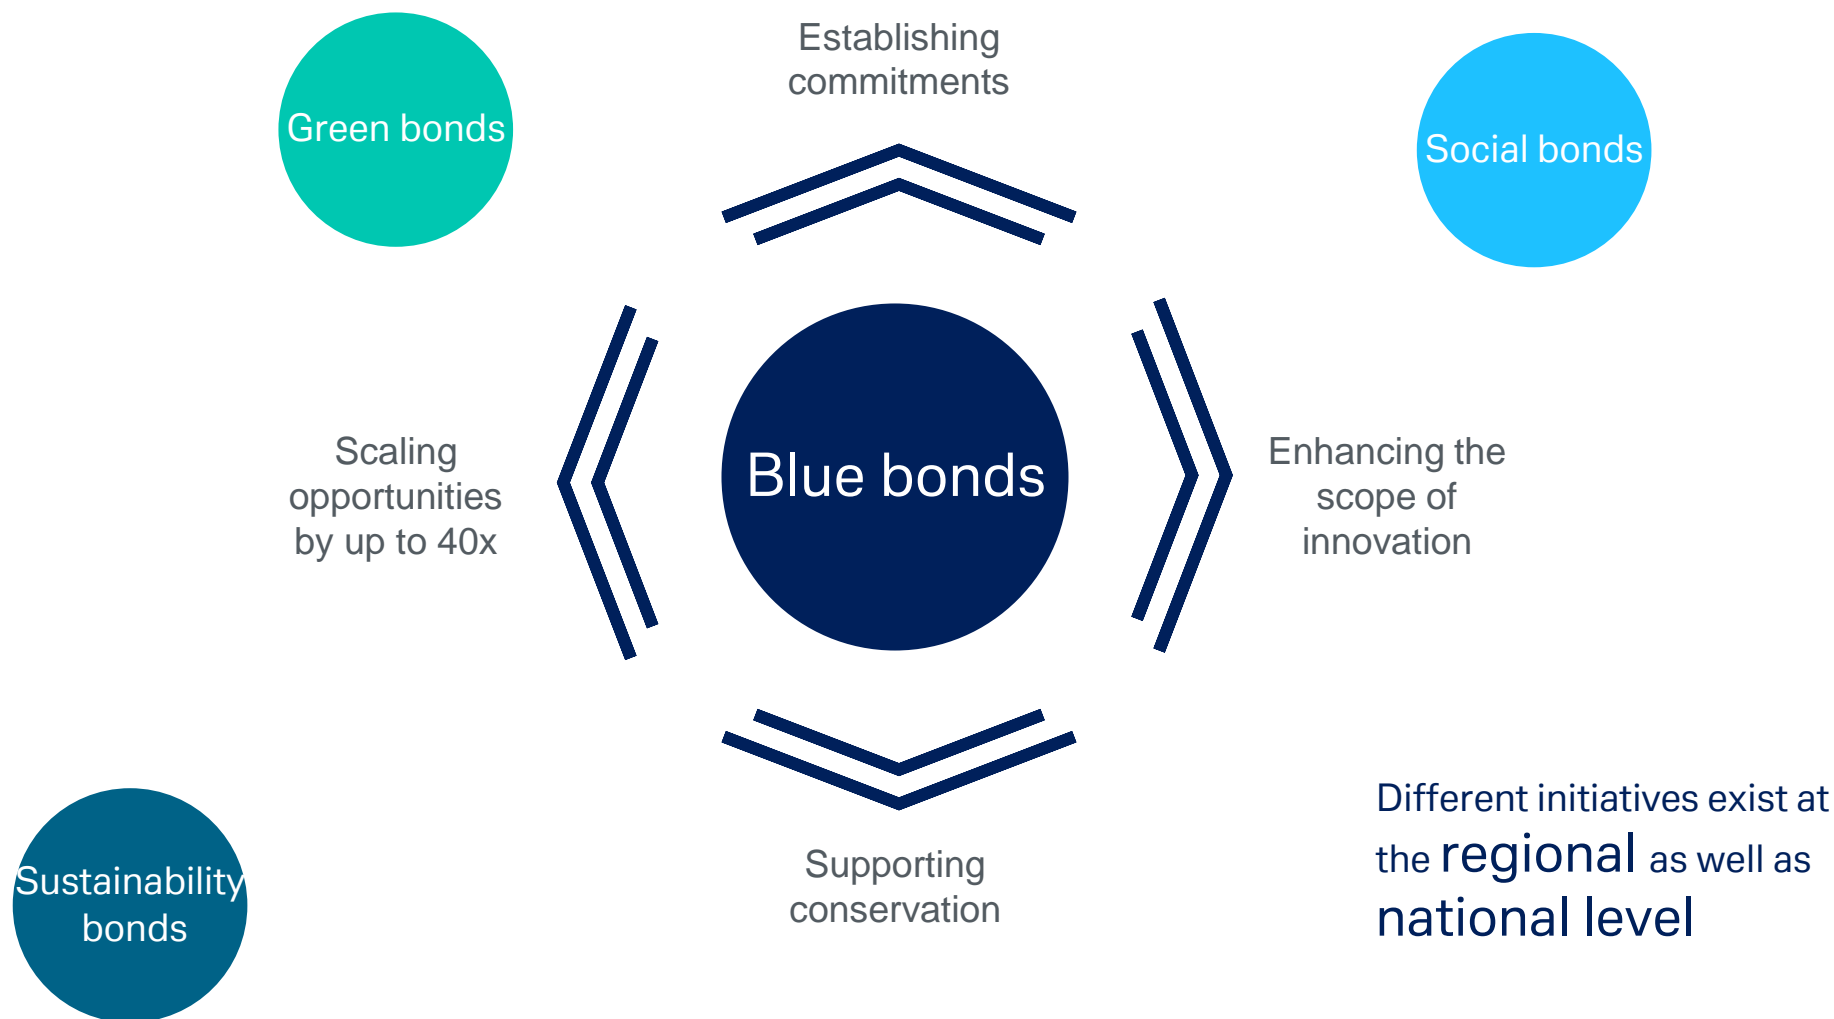 Establishing
commitments
Green bonds
Social bonds
Blue bonds
Scaling
opportunities
by up to 40x
Enhancing the
scope of
innovation
Supporting
conservation
Sustainability
bonds
Different initiatives exist at
the regional as well as
national level